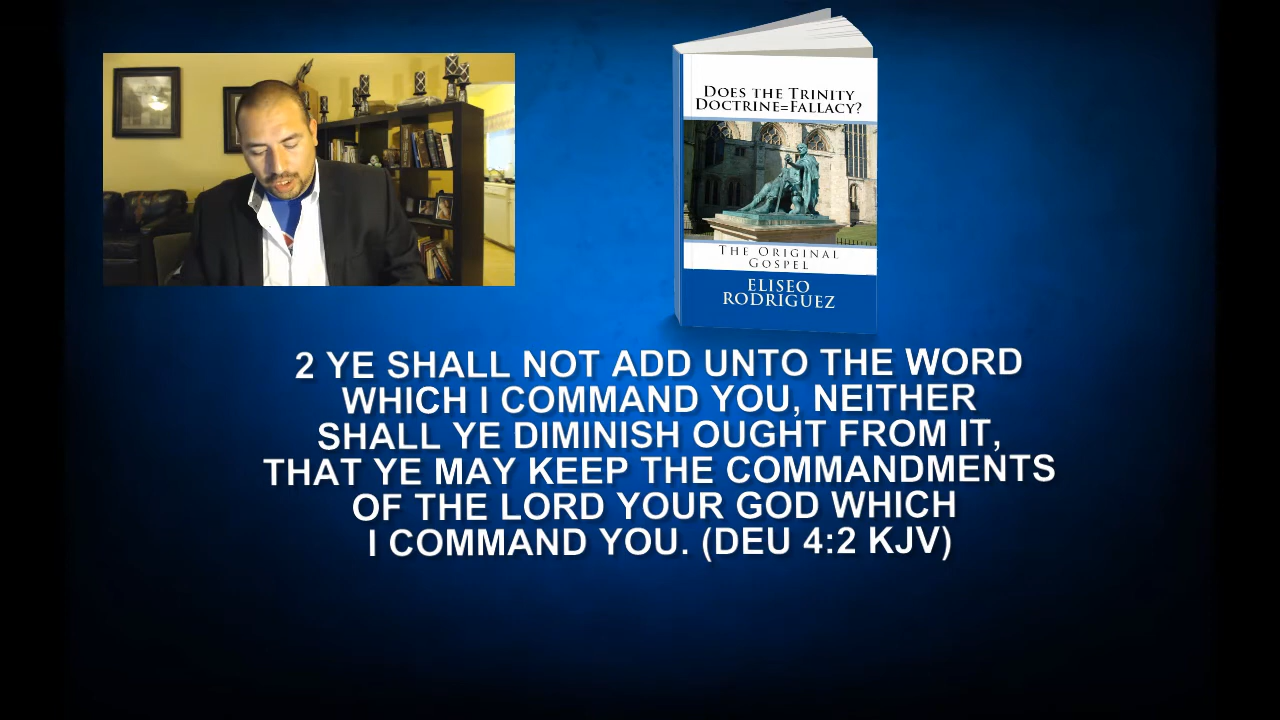 DOES THE TRINITY
DOCTRINE=FALLACY?
THE ORIGINAL
GOSPEL
ELISEO
RODRIGUEZ
2 YE SHALL NOT ADD UNTO THE WORD
WHICH I COMMAND YOU, NEITHER
SHALL YE DIMINISH OUGHT FROM IT,
THAT YE MAY KEEP THE COMMANDMENTS
OF THE LORD YOUR GOD WHICH
I COMMAND YOU. (DEU 4:2 KJV)